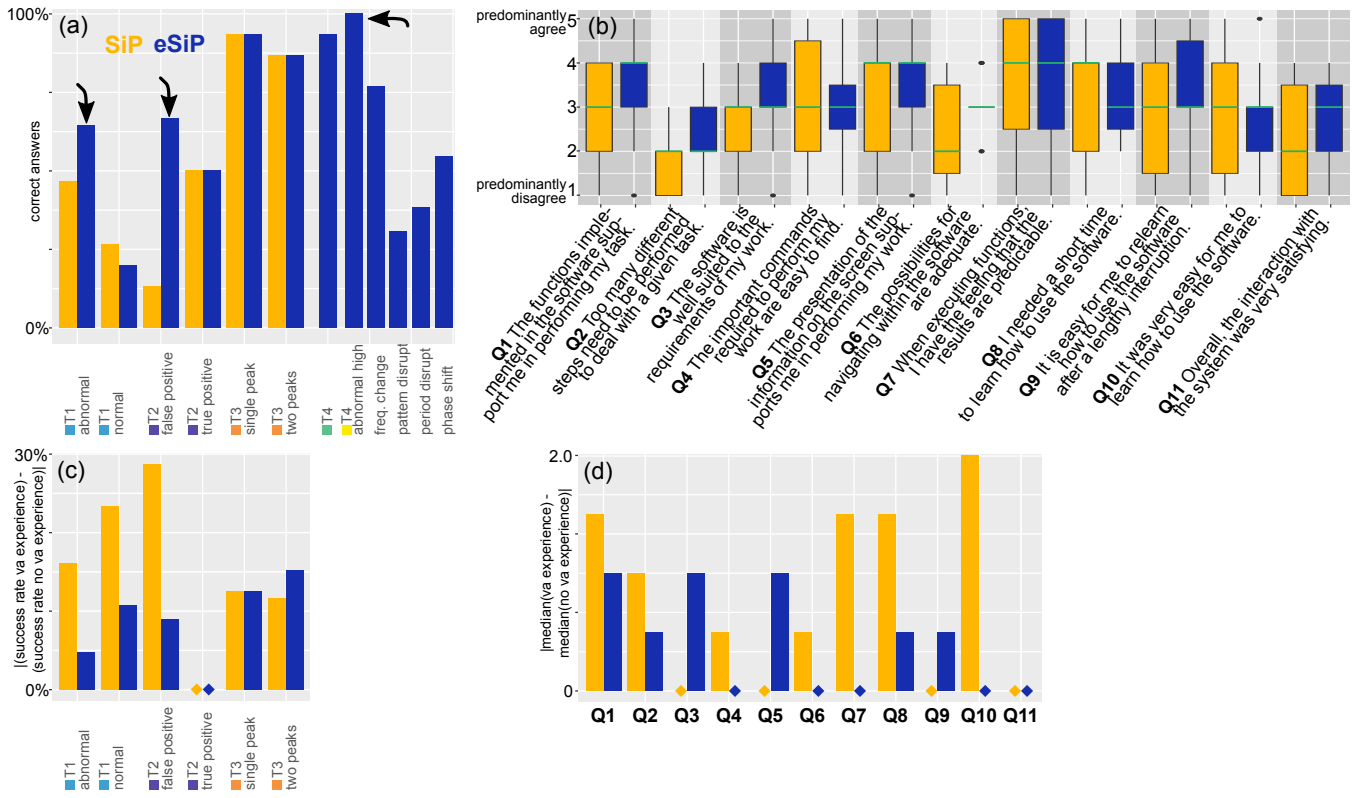 (a)
100%
SiP eSiP
correct answers
0%
T1
abnormal
T1
normal
T2
false positive
T2
true positive
T3
single peak
T3
two peaks
T4
T4
abnormal high
freq. change
pattern disrupt
period disrupt
phase shift
(b)
predominantly
agree
5
4
3
2
predominantly
disagree
1
Q1 The functions imple-
mented in the software sup-
port me in performing my task.
Q2 Too many different
steps need to be performed
to deal with a given task.
Q3 The software is
well suited to the
requirements of my work.
Q4 The important commands
required to perform my
work are easy to find.
Q5 The presentation of the
information on the screen sup-
ports me in performing my work.
Q6 The possibilities for
navigating within the software
are adequate.
Q7 When executing functions,
I have the feeling that the
results are predictable.
Q8 I needed a short time
to learn how to use the software.
Q9 It is easy for me to relearn
how to use the software
after a lengthy interruption.
Q10 It was very easy for me to
learn how to use the software.
Q11 Overall, the interaction with
the system was very satisfying.
(c)
30%
|(success rate va experience) -
(success rate no va experience)|
0%
T1
abnormal
T1
normal
T2
false positive
T2
true positive
T3
single peak
T3
two peaks
(d)
2.0
|median(va experience) -
median(no va experience)|
0
Q1 Q2 Q3 Q4 Q5 Q6 Q7 Q8 Q9 Q10 Q11